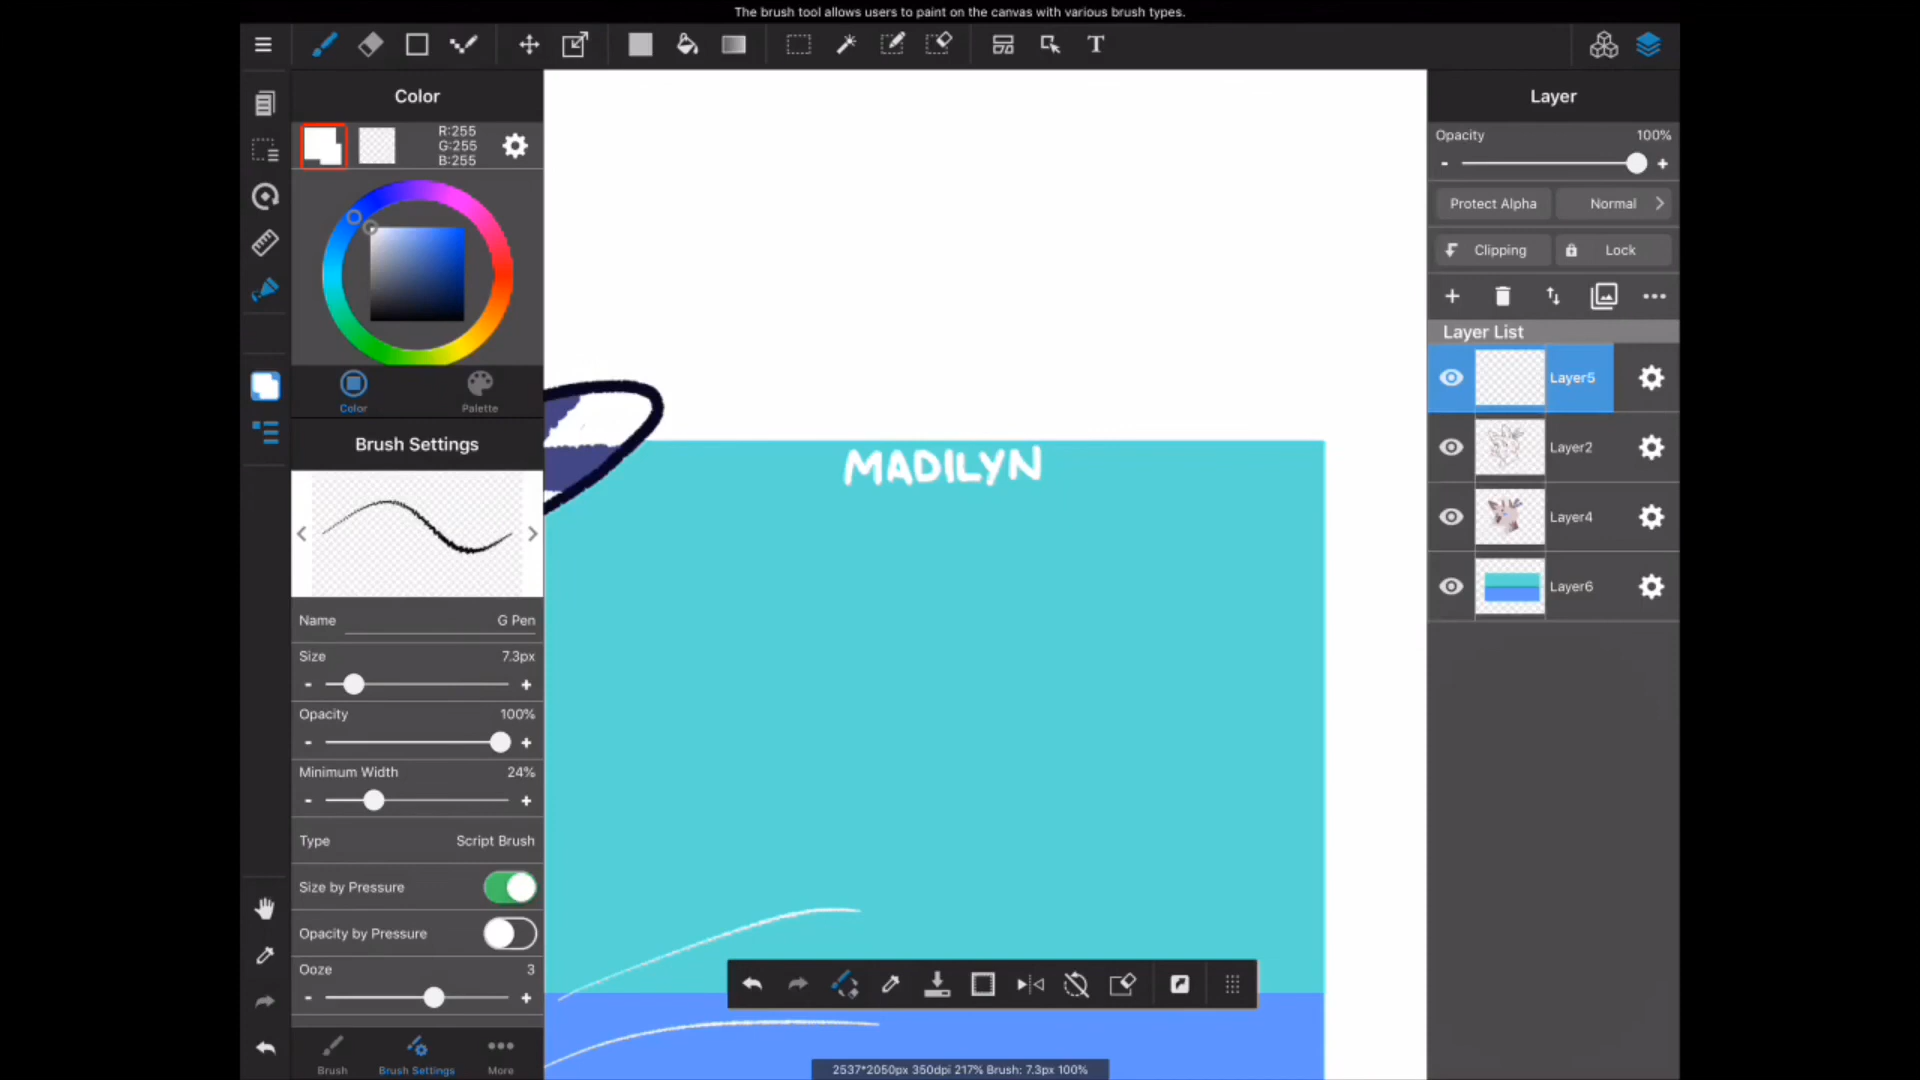 The brush tool allows users to paint on the canvas with various brush types.
T
Color
R:255
G:255
B:255
Color
Palette
Brush Settings
Name G Pen
Size 7.3px
- +
Opacity 100%
- +
Minimum Width 24%
- +
Type Script Brush
Size by Pressure
Opacity by Pressure
Ooze 3
- +
Brush
Brush Settings
More
MADILYN
2537*2050px 350dpi 217% Brush: 7.3px 100%
Layer
Opacity 100%
- +
Protect Alpha
Normal
Clipping
Lock
Layer List
Layer5
Layer2
Layer4
Layer6